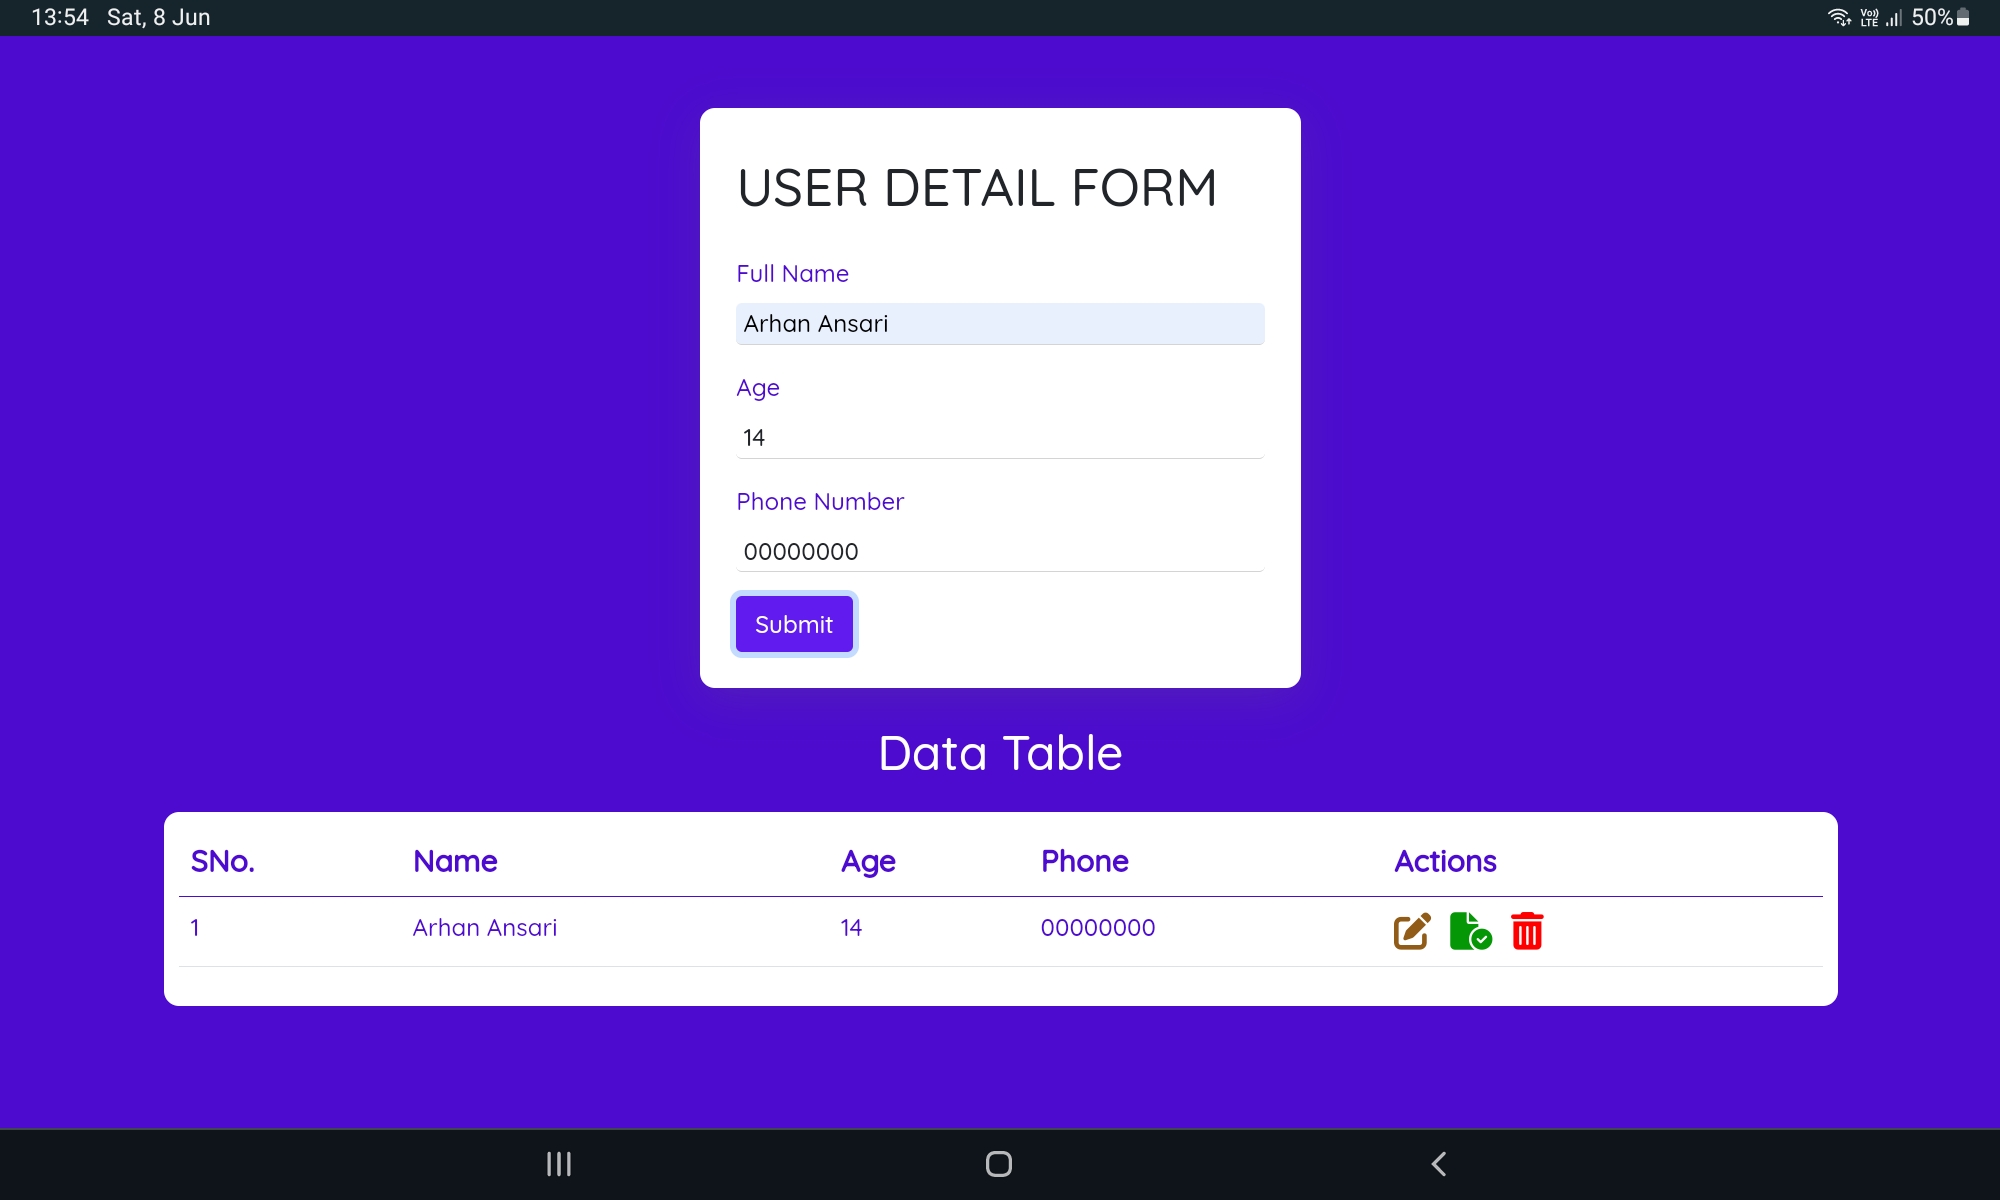 13:54 Sat, 8 Jun Vo)) LTE 50%
USER DETAIL FORM
Full Name
Arhan Ansari
Age
14
Phone Number
00000000
Submit
Data Table
SNo. Name Age Phone Actions
1 Arhan Ansari 14 00000000